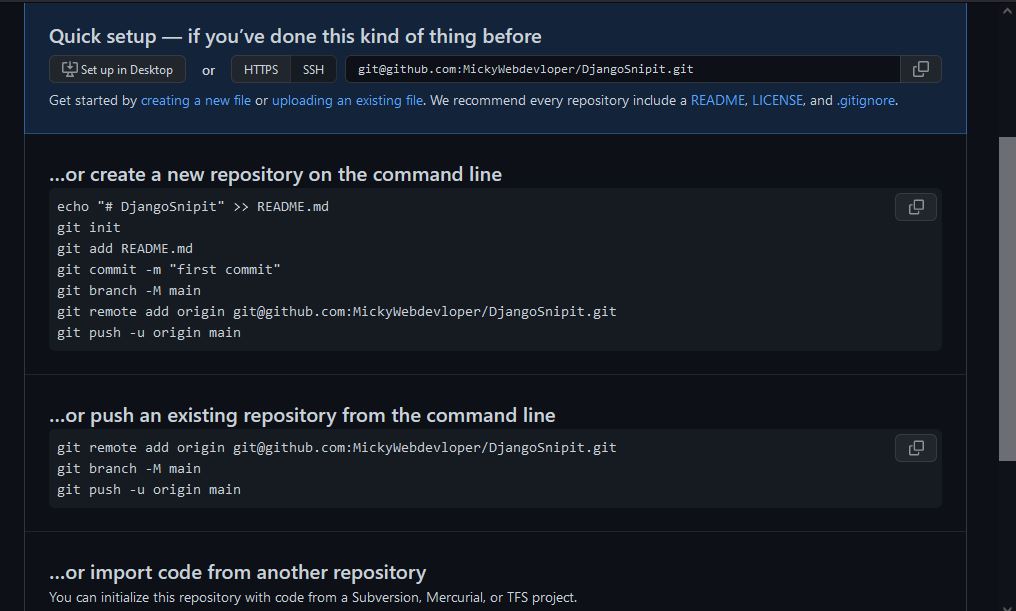 Quick setup — if you've done this kind of thing before
Set up in Desktop or HTTPS SSH git@github.com:MickyWebdevloper/DjangoSnipit.git
Get started by creating a new file or uploading an existing file. We recommend every repository include a README, LICENSE, and .gitignore.
…or create a new repository on the command line
echo "# DjangoSnipit" >> README.md
git init
git add README.md
git commit -m "first commit"
git branch -M main
git remote add origin git@github.com:MickyWebdevloper/DjangoSnipit.git
git push -u origin main
…or push an existing repository from the command line
git remote add origin git@github.com:MickyWebdevloper/DjangoSnipit.git
git branch -M main
git push -u origin main
…or import code from another repository
You can initialize this repository with code from a Subversion, Mercurial, or TFS project.